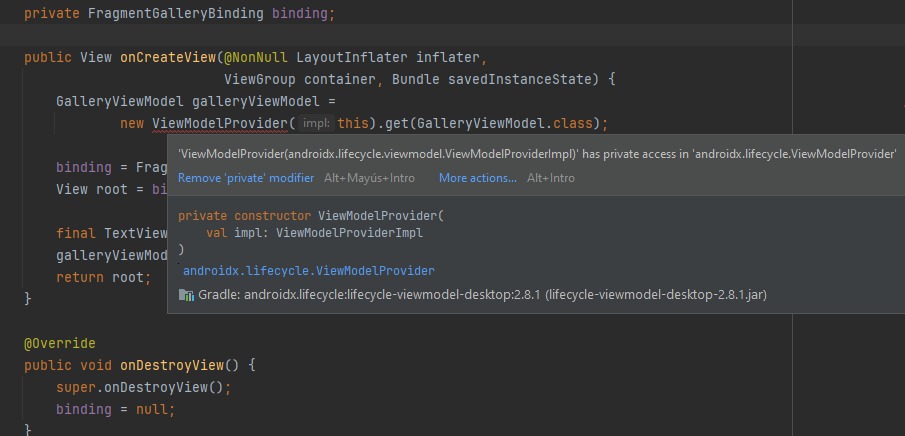 private FragmentGalleryBinding binding;
public View onCreateView(@NonNull LayoutInflater inflater,
ViewGroup container, Bundle savedInstanceState) {
GalleryViewModel galleryViewModel =
new ViewModelProvider( impl: this).get(GalleryViewModel.class);
'ViewModelProvider(androidx.lifecycle.viewmodel.ViewModelProviderImpl)' has private access in 'androidx.lifecycle.ViewModelProvider'
binding = Frag
Remove 'private' modifier Alt+Mayús+Intro More actions... Alt+Intro
View root = bi
private constructor ViewModelProvider(
val impl: ViewModelProviderImpl
final TextView
)
galleryViewMod
androidx.lifecycle.ViewModelProvider
return root;
Gradle: androidx.lifecycle:lifecycle-viewmodel-desktop:2.8.1 (lifecycle-viewmodel-desktop-2.8.1.jar)
}
@Override
public void onDestroyView() {
super.onDestroyView();
binding = null;
}